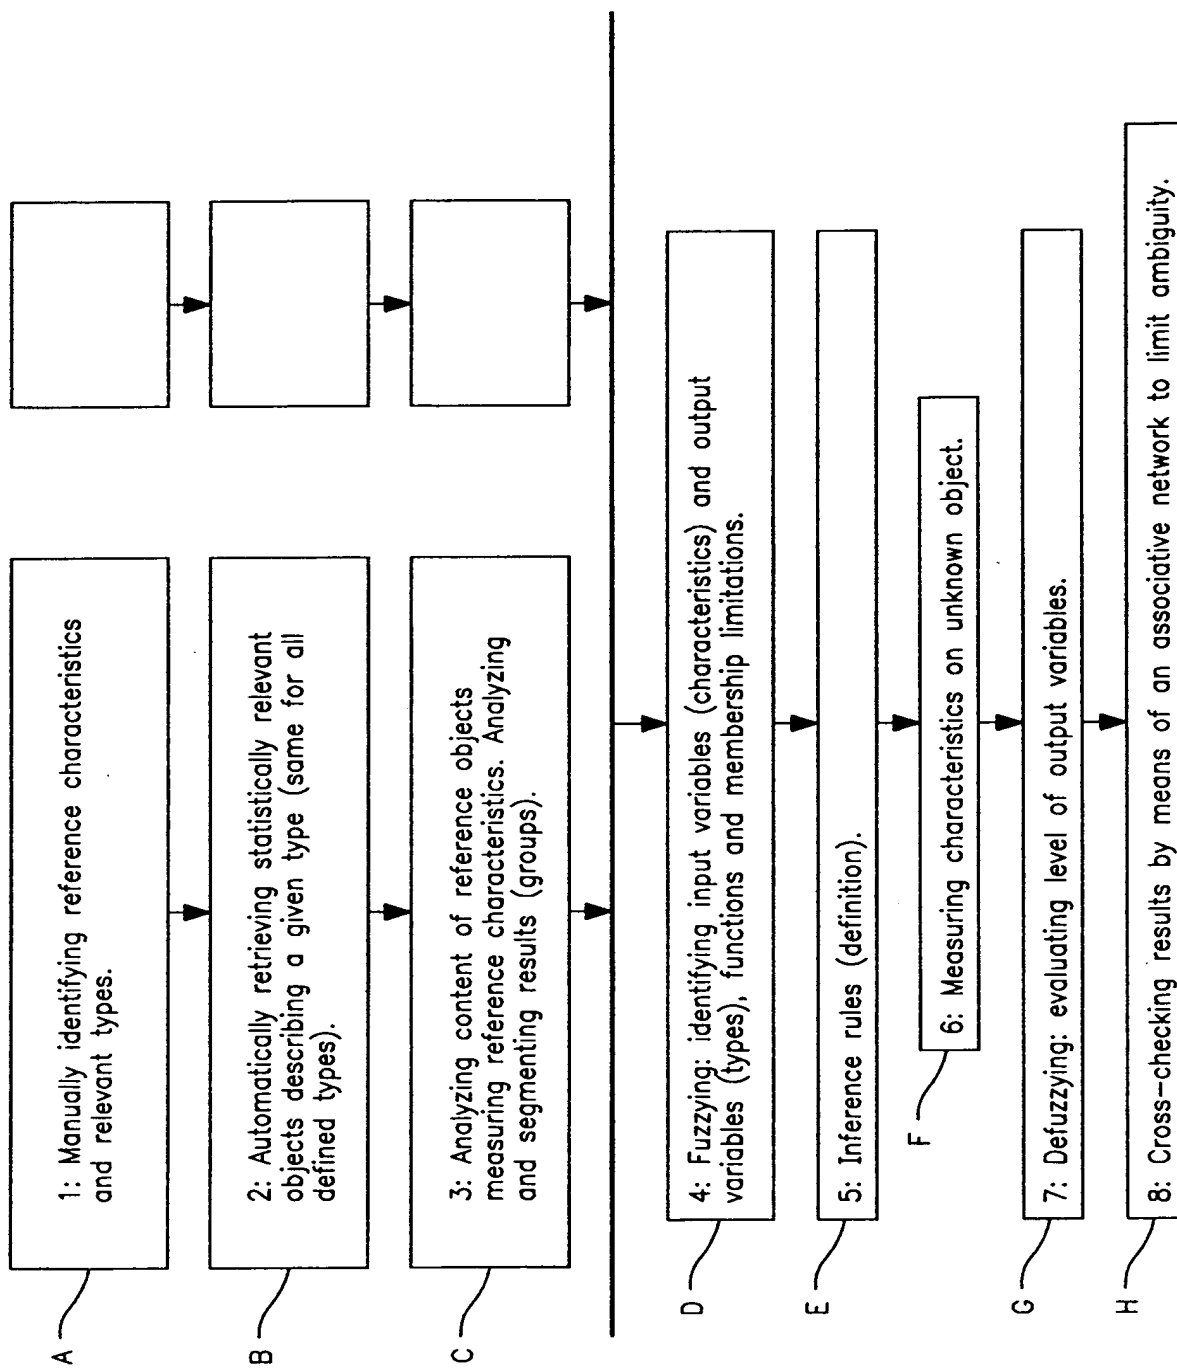 A
1: Manually identifying reference characteristics
and relevant types.
B
2: Automatically retrieving statistically relevant
objects describing a given type (same for all
defined types).
C
3: Analyzing content of reference objects
measuring reference characteristics. Analyzing
and segmenting results (groups).
D
4: Fuzzying: identifying input variables (characteristics) and output
variables (types), functions and membership limitations.
E
5: Inference rules (definition).
F
6: Measuring characteristics on unknown object.
G
7: Defuzzying: evaluating level of output variables.
H
8: Cross-checking results by means of an associative network to limit ambiguity.